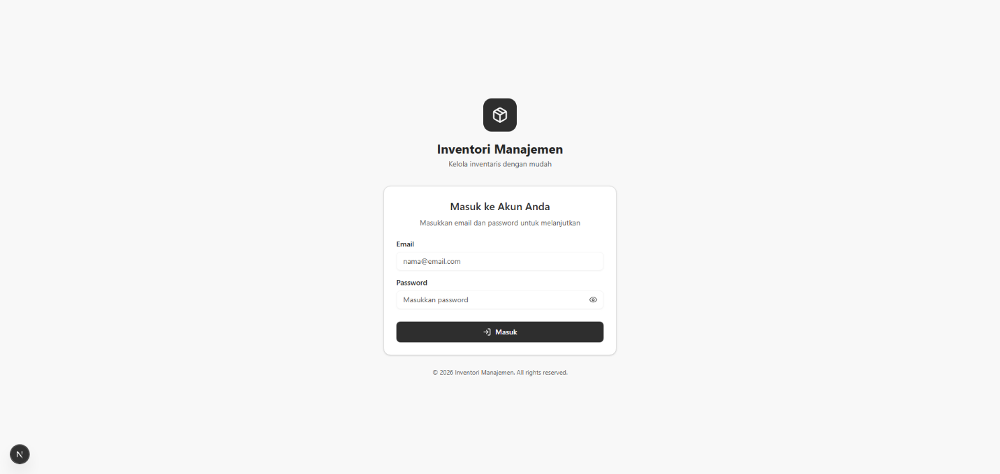 Inventori Manajemen
Kelola inventaris dengan mudah
Masuk ke Akun Anda
Masukkan email dan password untuk melanjutkan
Email
nama@email.com
Password
Masukkan password
Masuk
© 2026 Inventori Manajemen. All rights reserved.
N